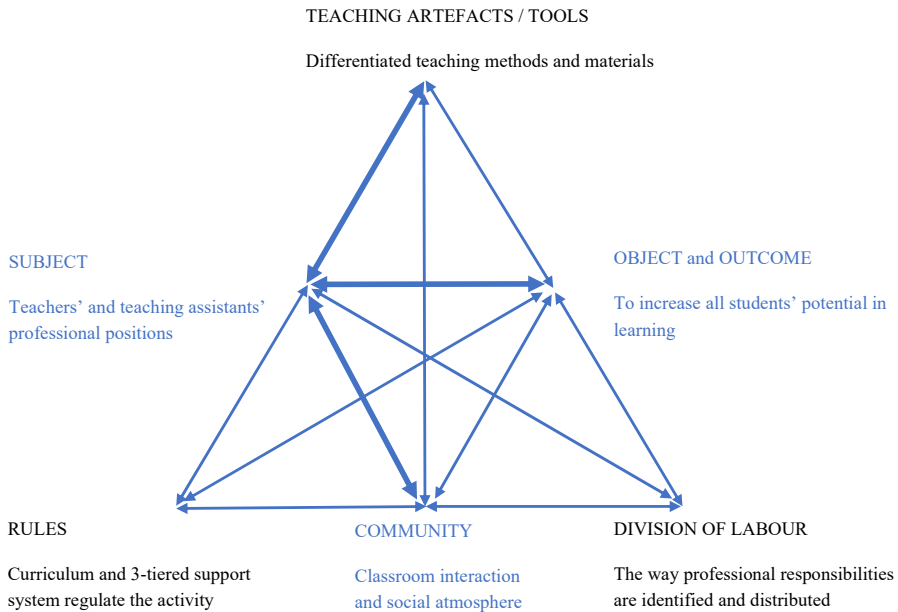 TEACHING ARTEFACTS / TOOLS
Differentiated teaching methods and materials
SUBJECT
Teachers’ and teaching assistants’
professional positions
OBJECT and OUTCOME
To increase all students’ potential in
learning
RULES
Curriculum and 3-tiered support
system regulate the activity
COMMUNITY
Classroom interaction
and social atmosphere
DIVISION OF LABOUR
The way professional responsibilities
are identified and distributed